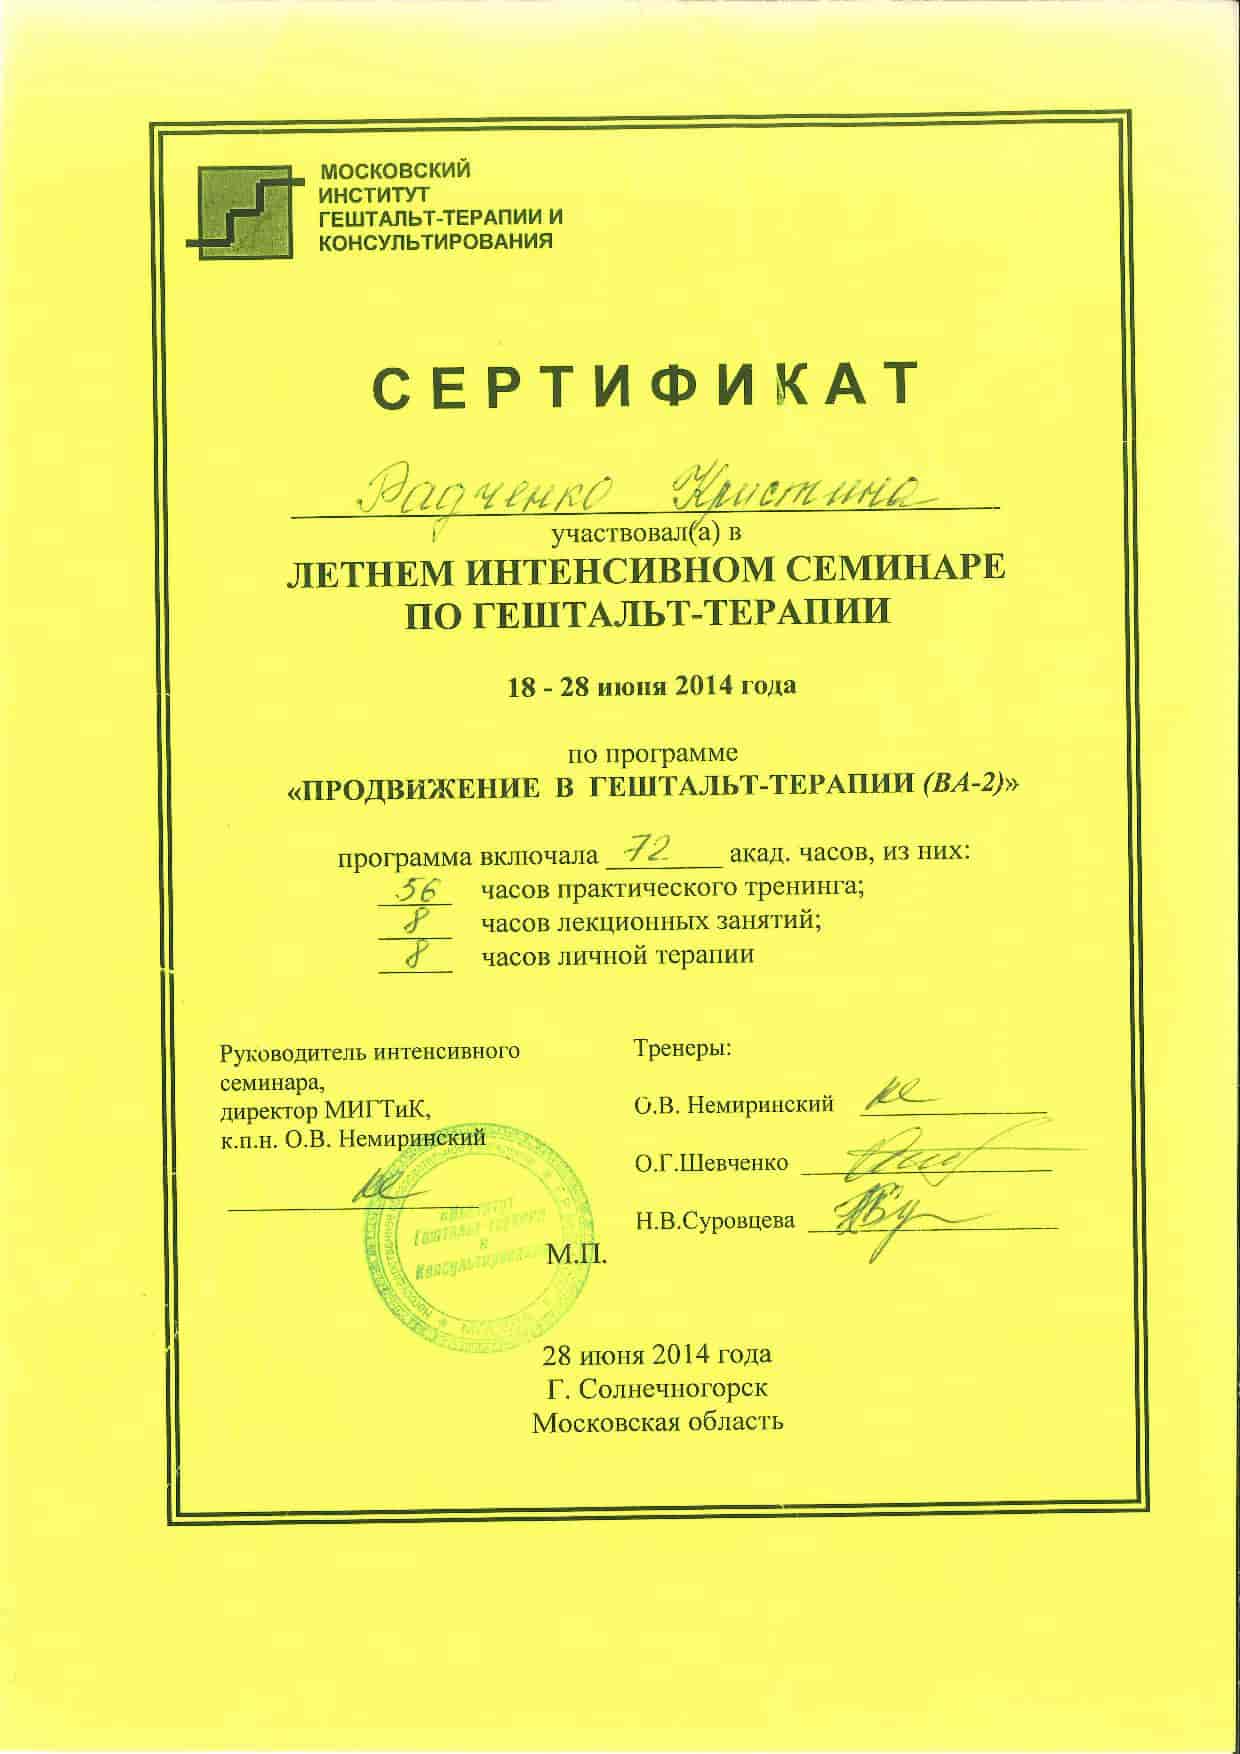 МОСКОВСКИЙ
ИНСТИТУТ
ГЕШТАЛЬТ-ТЕРАПИИ И
КОНСУЛЬТИРОВАНИЯ
СЕРТИФИКАТ
Радченко Кристина
участвовал(а) в
ЛЕТНЕМ ИНТЕНСИВНОМ СЕМИНАРЕ
ПО ГЕШТАЛЬТ-ТЕРАПИИ
18 - 28 июня 2014 года
по программе
«ПРОДВИЖЕНИЕ В ГЕШТАЛЬТ-ТЕРАПИИ (ВА-2)»
программа включала 72 акад. часов, из них:
56 часов практического тренинга;
8 часов лекционных занятий;
8 часов личной терапии
Руководитель интенсивного
семинара,
директор МИГТиК,
к.п.н. О.В. Немиринский
Тренеры:
О.В. Немиринский
О.Г.Шевченко
Н.В.Суровцева
Институт
Гештальт терапии
и
Консультирования
М.П.
28 июня 2014 года
Г. Солнечногорск
Московская область